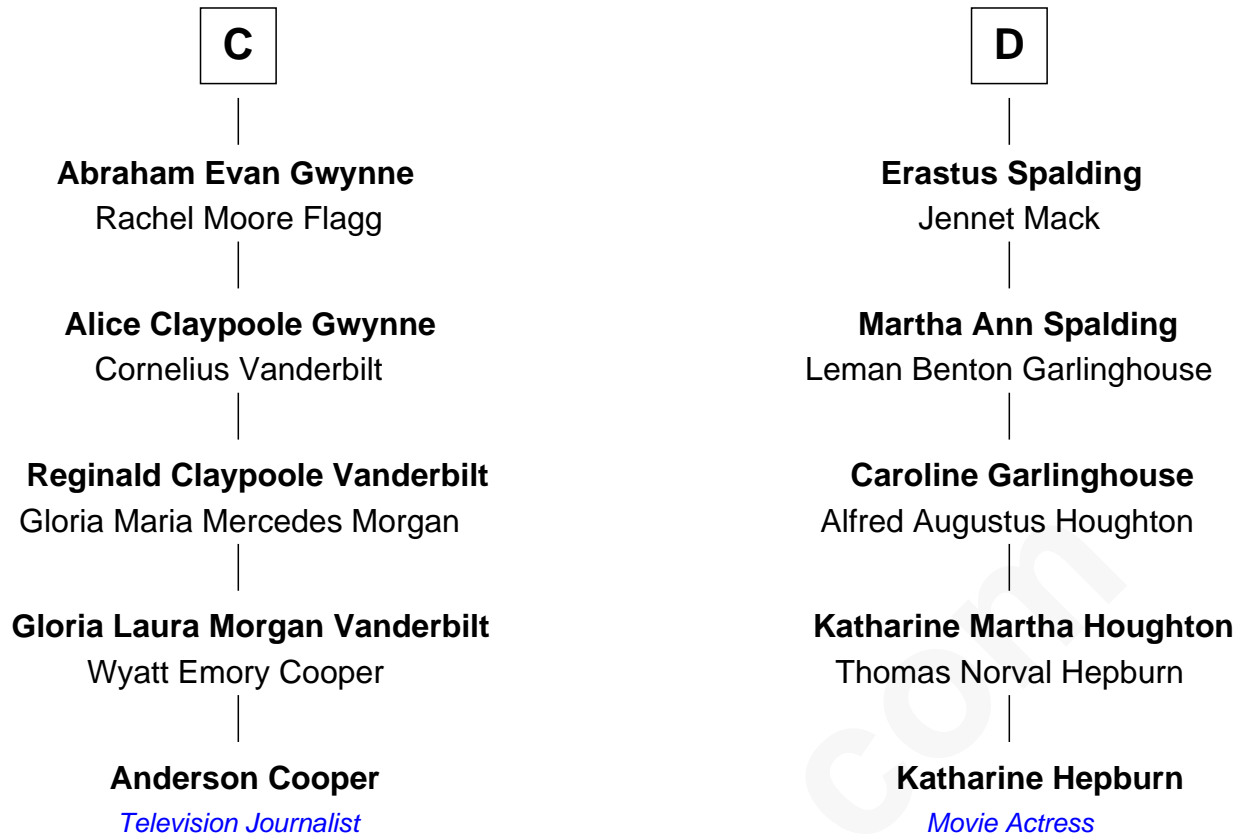 C
Abraham Evan Gwynne
Rachel Moore Flagg
Alice Claypoole Gwynne
Cornelius Vanderbilt
Reginald Claypoole Vanderbilt
Gloria Maria Mercedes Morgan
Gloria Laura Morgan Vanderbilt
Wyatt Emory Cooper
Anderson Cooper
Television Journalist
D
Erastus Spalding
Jennet Mack
Martha Ann Spalding
Leman Benton Garlinghouse
Caroline Garlinghouse
Alfred Augustus Houghton
Katharine Martha Houghton
Thomas Norval Hepburn
Katharine Hepburn
Movie Actress
com